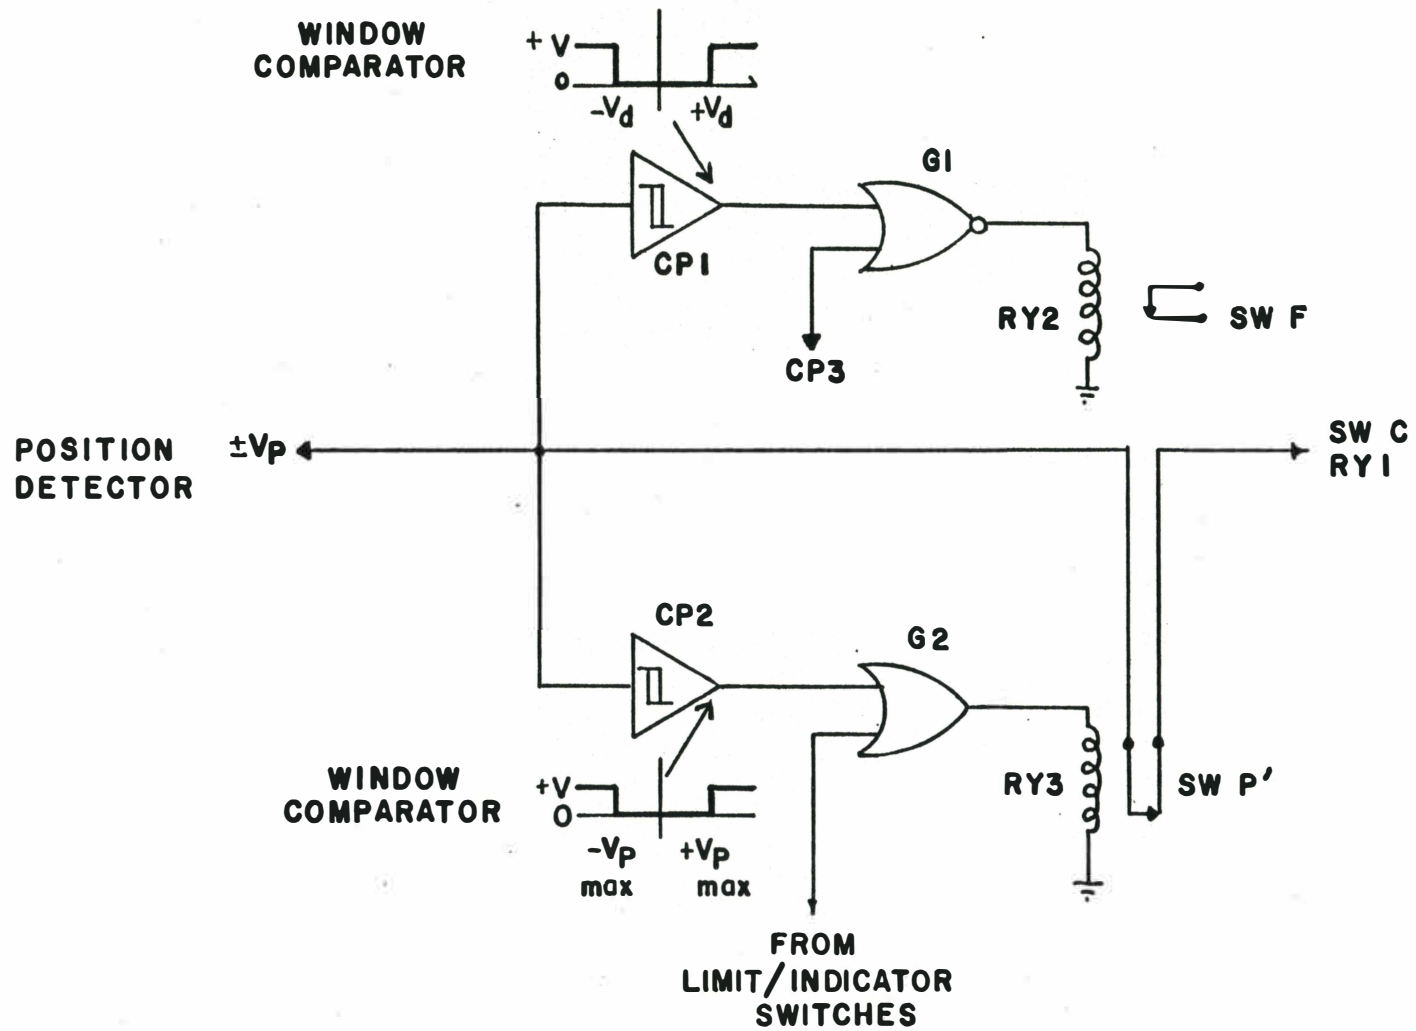 WINDOW
COMPARATOR
+V
0
-Vd
+Vd
G1
CP1
RY2
SW F
CP3
POSITION
DETECTOR
±Vp
SW C
RY1
CP2
G2
WINDOW
COMPARATOR
+V
0
-Vp
max
+Vp
max
RY3
SW P'
FROM
LIMIT/INDICATOR
SWITCHES